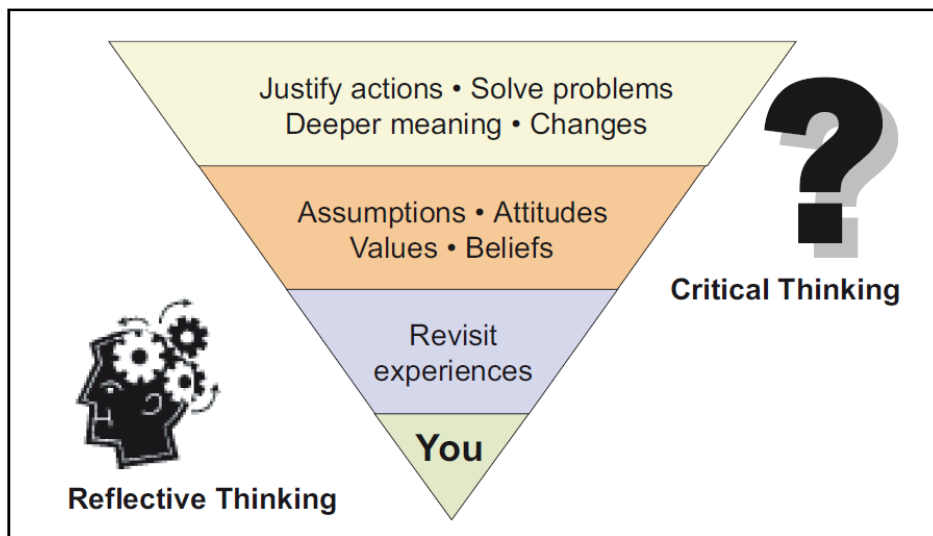 Justify actions • Solve problems
Deeper meaning • Changes
Assumptions • Attitudes
Values • Beliefs
Critical Thinking
Revisit
experiences
You
Reflective Thinking